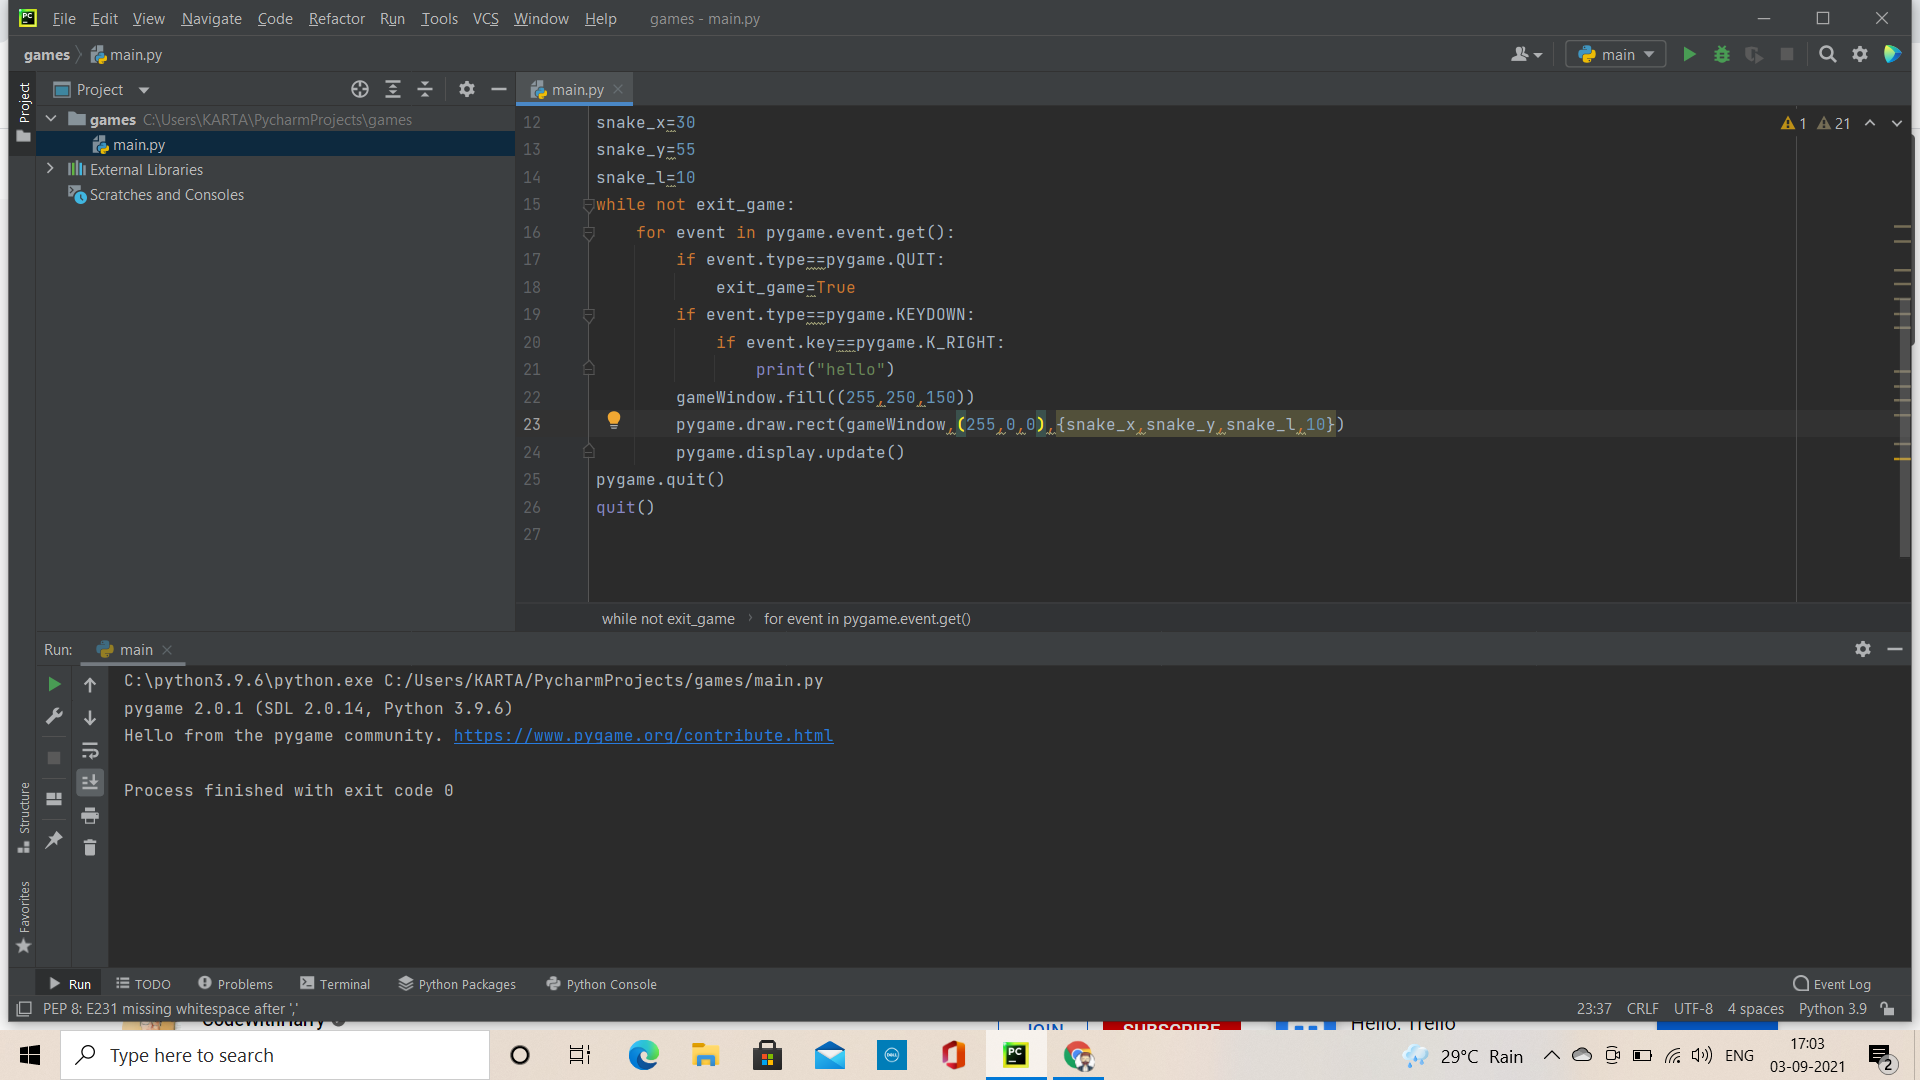 File Edit View Navigate Code Refactor Run Tools VCS Window Help games - main.py
games main.py
main
Project
Project
main.py
games C:\Users\KARTA\PycharmProjects\games
main.py
External Libraries
Scratches and Consoles
1 21
12 snake_x=30
13 snake_y=55
14 snake_l=10
15 while not exit_game:
16 for event in pygame.event.get():
17 if event.type==pygame.QUIT:
18 exit_game=True
19 if event.type==pygame.KEYDOWN:
20 if event.key==pygame.K_RIGHT:
21 print("hello")
22 gameWindow.fill((255,250,150))
23 pygame.draw.rect(gameWindow,(255,0,0),{snake_x,snake_y,snake_l,10})
24 pygame.display.update()
25 pygame.quit()
26 quit()
27
while not exit_game for event in pygame.event.get()
Run: main
C:\python3.9.6\python.exe C:/Users/KARTA/PycharmProjects/games/main.py
pygame 2.0.1 (SDL 2.0.14, Python 3.9.6)
Hello from the pygame community. https://www.pygame.org/contribute.html
Process finished with exit code 0
Structure
Favorites
Run TODO Problems Terminal Python Packages Python Console Event Log
PEP 8: E231 missing whitespace after ',' 23:37 CRLF UTF-8 4 spaces Python 3.9
CodeWithHarry JOIN SUBSCRIBE Hello. Trello
Type here to search
29°C Rain
ENG
17:03
03-09-2021
2